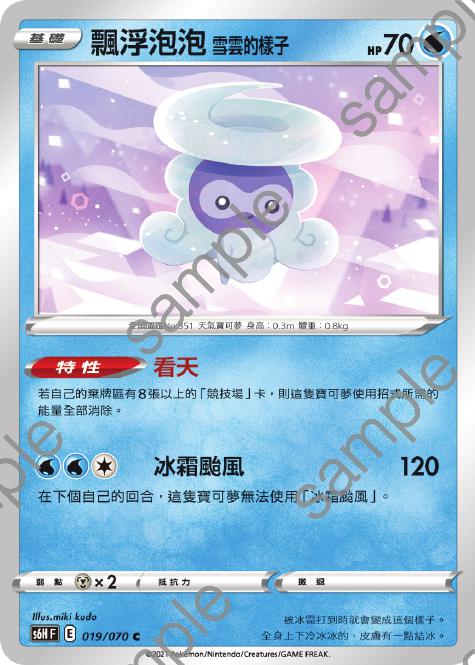 基礎
飄浮泡泡 雪雲的樣子
HP70
全國圖鑑No.351 天氣寶可夢 身高：0.3m 體重：0.8kg
特性 看天
若自己的棄牌區有8張以上的「競技場」卡，則這隻寶可夢使用招式所需的
能量全部消除。
冰霜颱風 120
在下個自己的回合，這隻寶可夢無法使用「冰霜颱風」。
弱點 ×2 抵抗力 撤退
Illus.miki kudo
S6H F E 019/070 C
被冰雹打到時就會變成這個樣子。
全身上下冷冰冰的、皮膚有一點結冰。
©2021 Pokémon/Nintendo/Creatures/GAME FREAK.
sample
sample
sample
sample
sample
sample